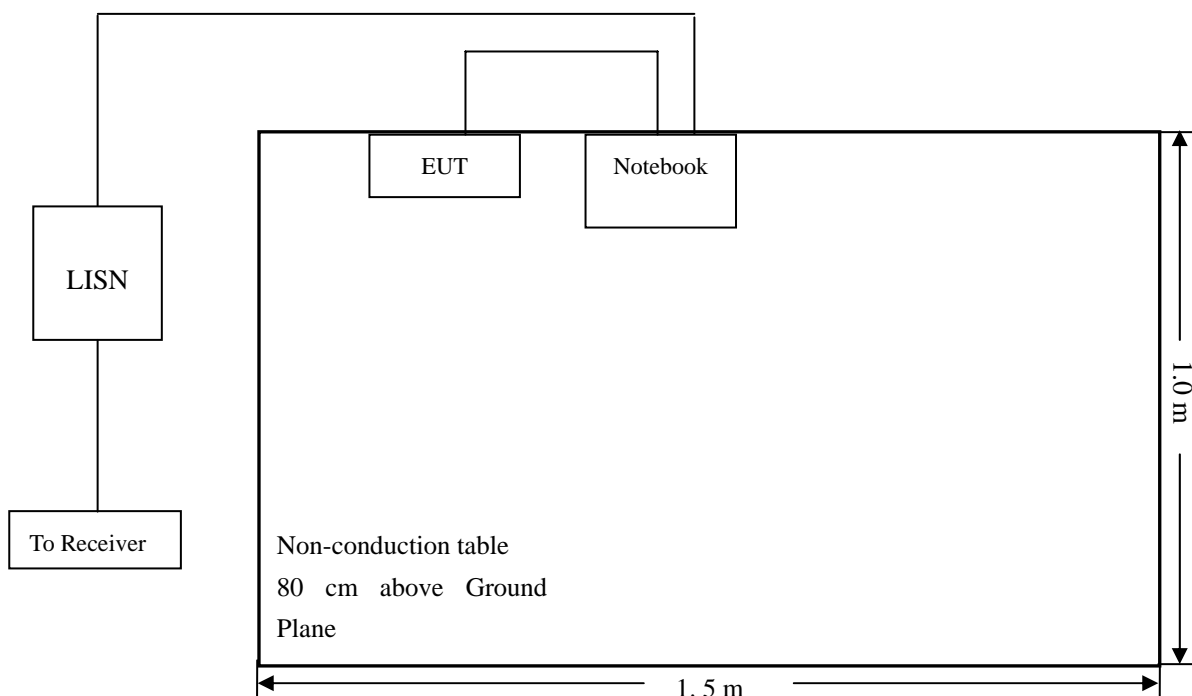 EUT
Notebook
LISN
1.0 m
To Receiver
Non-conduction table
80 cm above Ground
Plane
1. 5 m